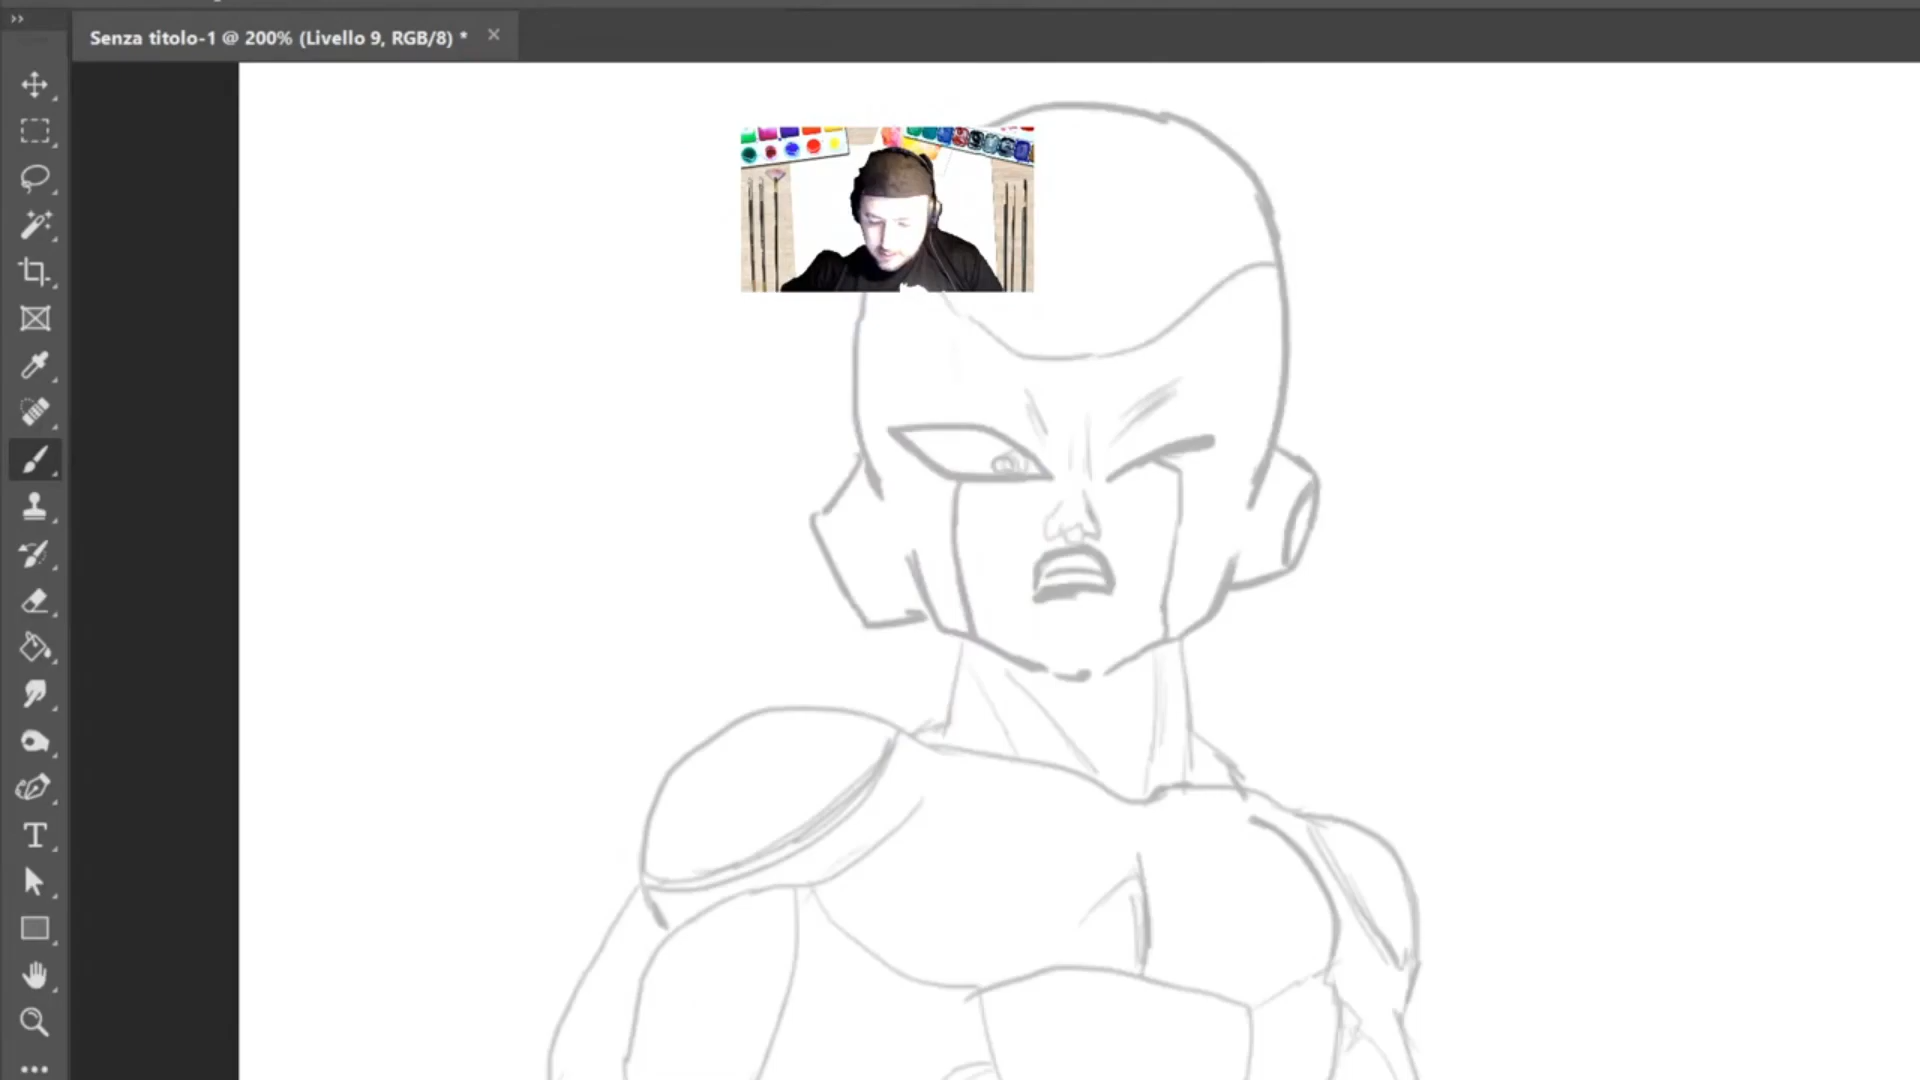 Senza titolo-1 @ 200% (Livello 9, RGB/8) *